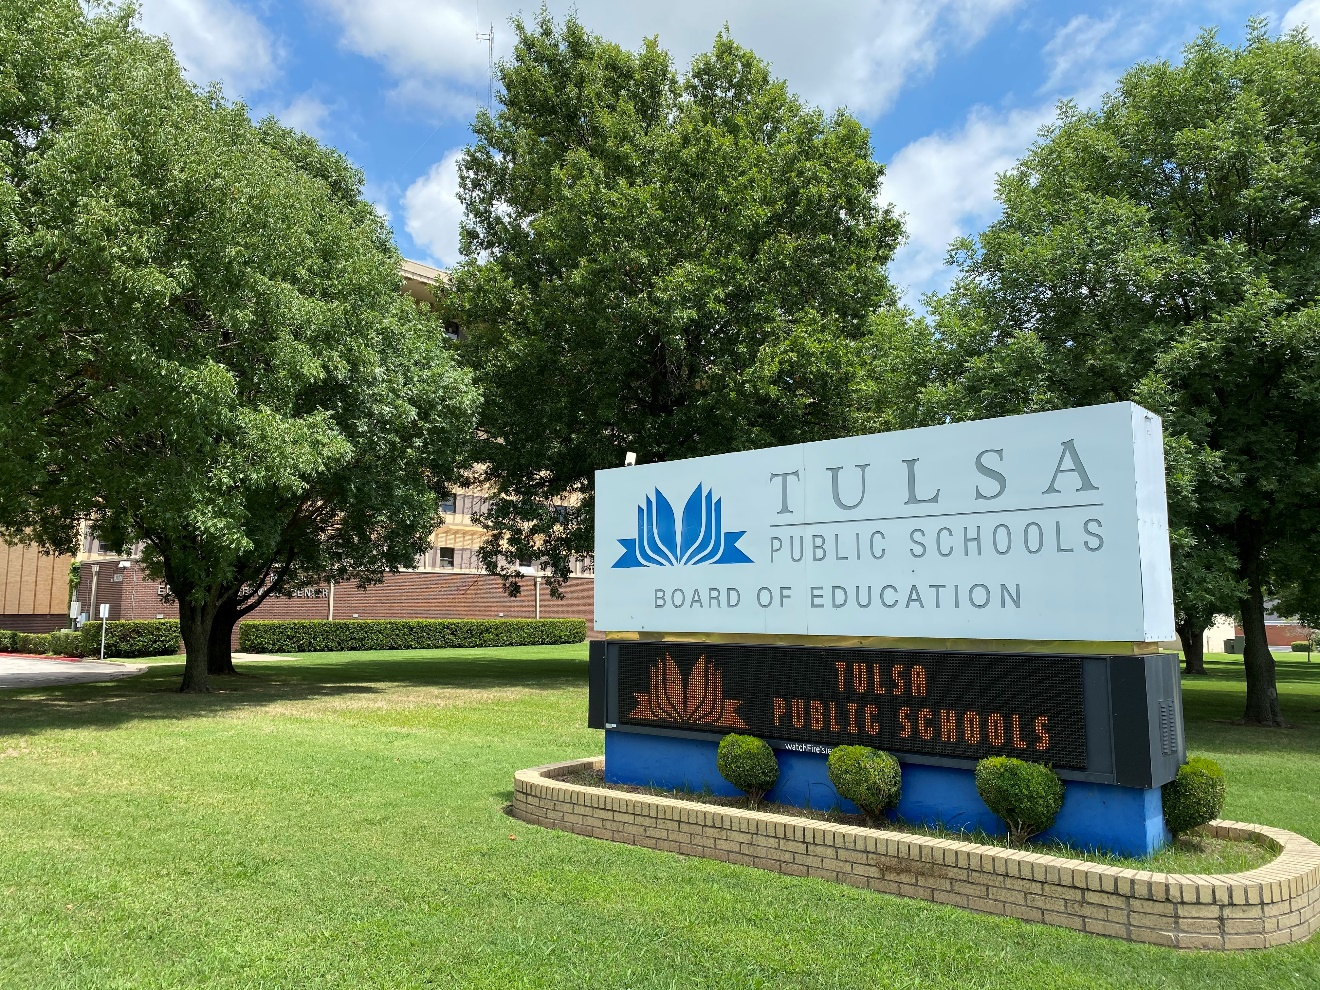 TULSA
PUBLIC SCHOOLS
BOARD OF EDUCATION
TULSA
PUBLIC SCHOOLS